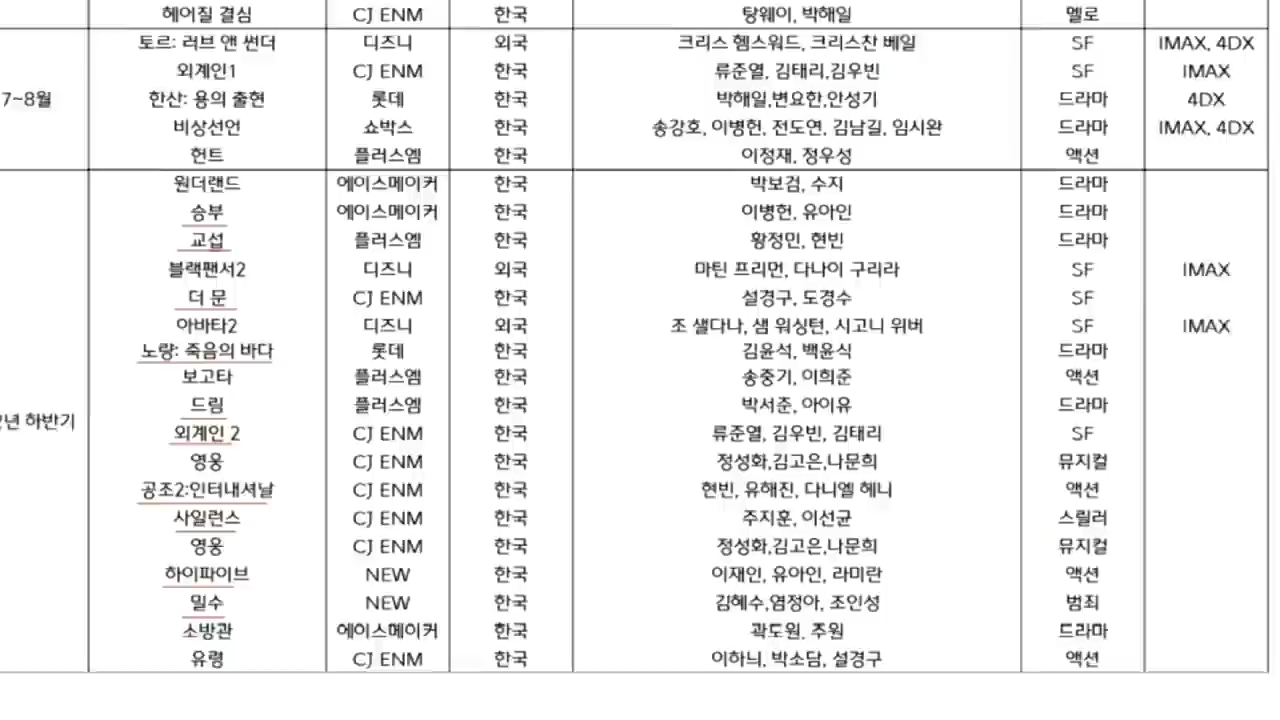 헤어질 결심 CJ ENM 한국 탕웨이, 박해일 멜로
토르: 러브 앤 썬더 디즈니 외국 크리스 헴스워드, 크리스찬 베일 SF IMAX, 4DX
외계인1 CJ ENM 한국 류준열, 김태리,김우빈 SF IMAX
7~8월 한산: 용의 출현 롯데 한국 박해일,변요한,안성기 드라마 4DX
비상선언 쇼박스 한국 송강호, 이병헌, 전도연, 김남길, 임시완 드라마 IMAX, 4DX
헌트 플러스엠 한국 이정재, 정우성 액션
원더랜드 에이스메이커 한국 박보검, 수지 드라마
승부 에이스메이커 한국 이병헌, 유아인 드라마
교섭 플러스엠 한국 황정민, 현빈 드라마
블랙팬서2 디즈니 외국 마틴 프리먼, 다나이 구리라 SF IMAX
더 문 CJ ENM 한국 설경구, 도경수 SF
아바타2 디즈니 외국 조 샐다나, 샘 워싱턴, 시고니 위버 SF IMAX
노량: 죽음의 바다 롯데 한국 김윤석, 백윤식 드라마
보고타 플러스엠 한국 송중기, 이희준 액션
드림 플러스엠 한국 박서준, 아이유 드라마
년 하반기 외계인 2 CJ ENM 한국 류준열, 김우빈, 김태리 SF
영웅 CJ ENM 한국 정성화,김고은,나문희 뮤지컬
공조2:인터내셔날 CJ ENM 한국 현빈, 유해진, 다니엘 헤니 액션
사일런스 CJ ENM 한국 주지훈, 이선균 스릴러
영웅 CJ ENM 한국 정성화,김고은,나문희 뮤지컬
하이파이브 NEW 한국 이재인, 유아인, 라미란 액션
밀수 NEW 한국 김혜수,염정아, 조인성 범죄
소방관 에이스메이커 한국 곽도원, 주원 드라마
유령 CJ ENM 한국 이하늬, 박소담, 설경구 액션